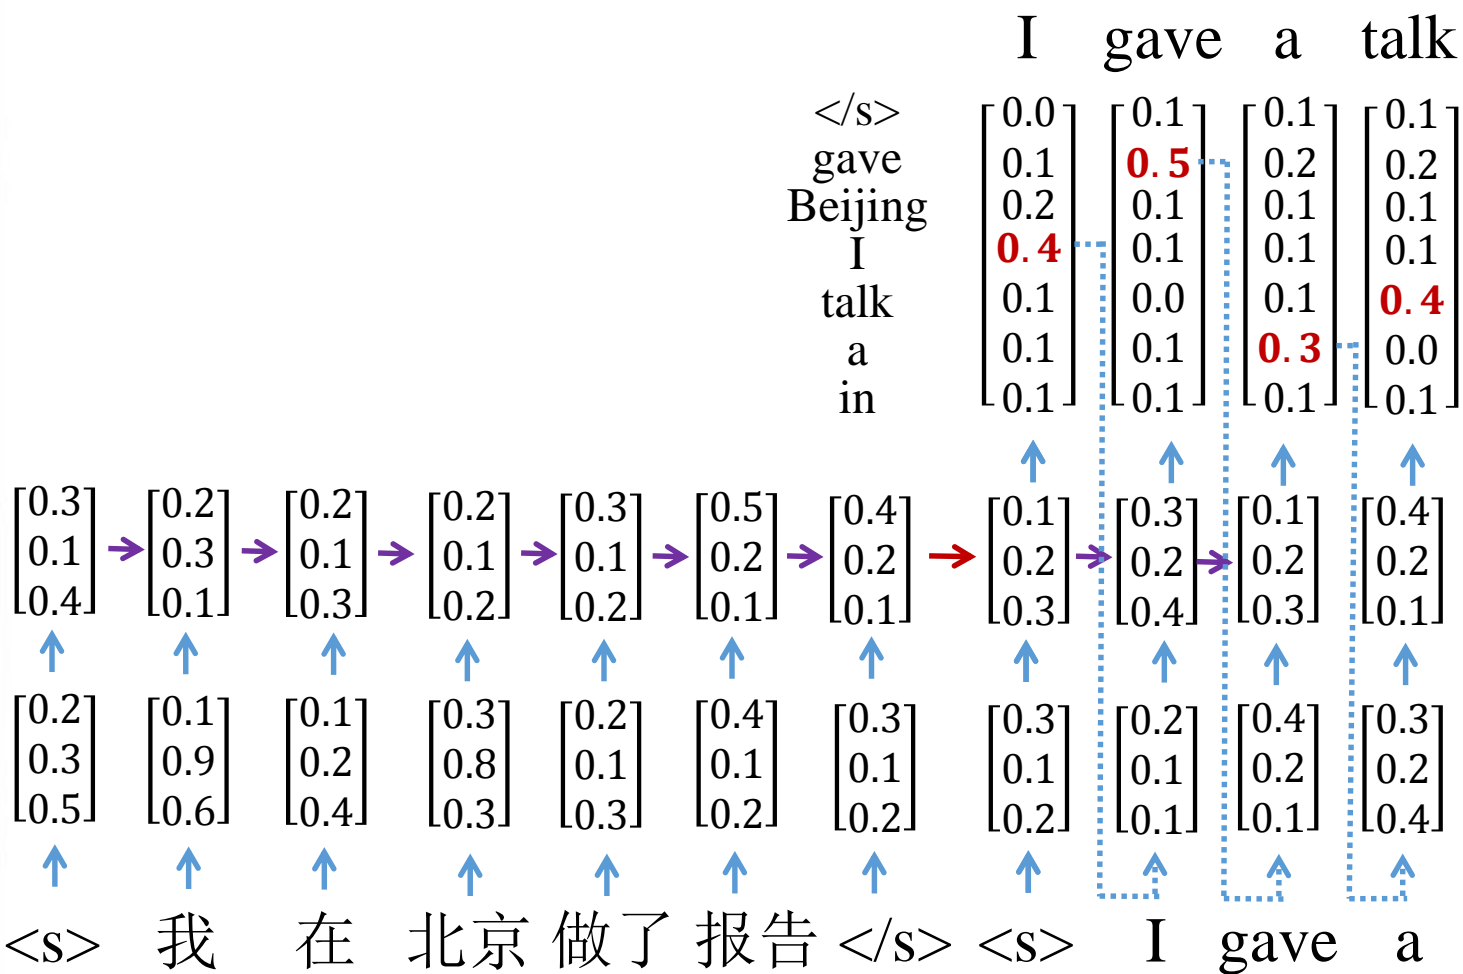 I gave a talk
</s> 0.0 0.1 0.1 0.1
gave 0.1 0.5 0.2 0.2
Beijing 0.2 0.1 0.1 0.1
I 0.4 0.1 0.1 0.1
talk 0.1 0.0 0.1 0.4
a 0.1 0.1 0.3 0.0
in 0.1 0.1 0.1 0.1
0.3 0.2 0.2 0.2 0.3 0.5 0.4 0.1 0.3 0.1 0.4
0.1 0.3 0.1 0.1 0.1 0.2 0.2 0.2 0.2 0.2 0.2
0.4 0.1 0.3 0.2 0.2 0.1 0.1 0.3 0.4 0.3 0.1
0.2 0.1 0.1 0.3 0.2 0.4 0.3 0.3 0.2 0.4 0.3
0.3 0.9 0.2 0.8 0.1 0.1 0.1 0.1 0.1 0.2 0.2
0.5 0.6 0.4 0.3 0.3 0.2 0.2 0.2 0.1 0.1 0.4
<s> 我 在 北京 做了 报告 </s> <s> I gave a